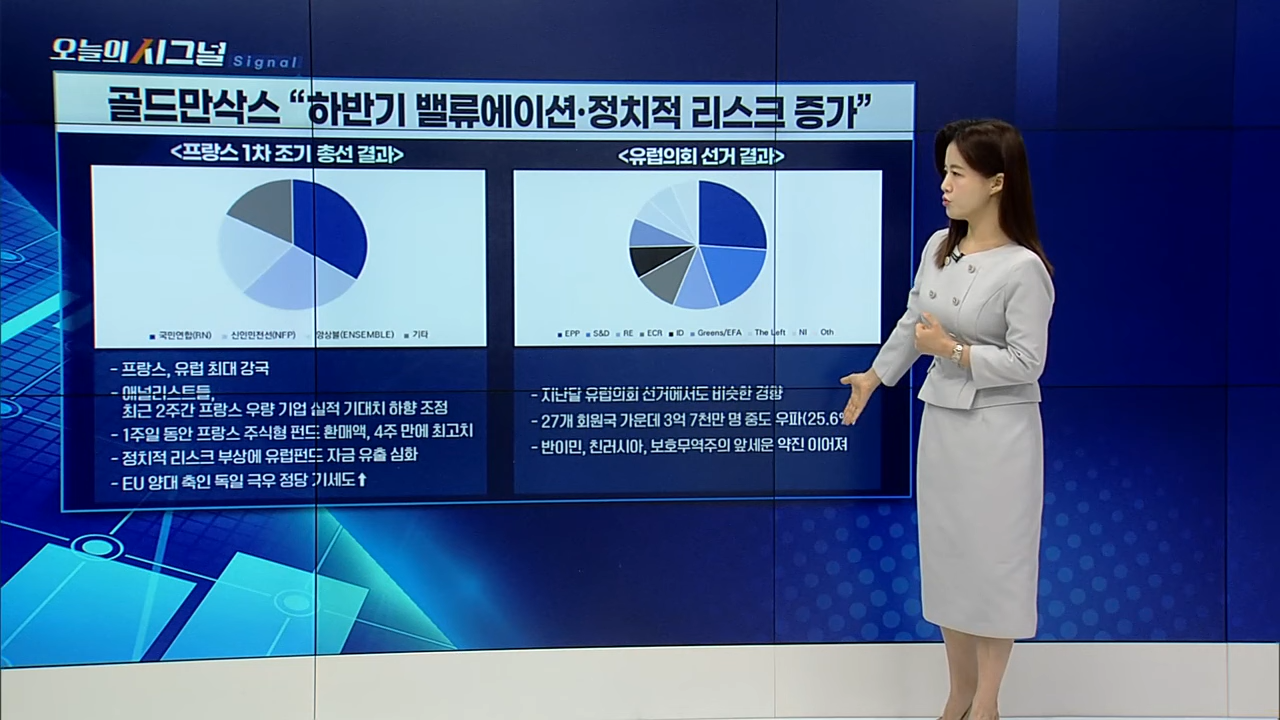 오늘의 시그널 Signal
골드만삭스 “하반기 밸류에이션·정치적 리스크 증가”
<프랑스 1차 조기 총선 결과>
<유럽의회 선거 결과>
국민연합(RN) 신인민전선(NFP) 앙상블(ENSEMBLE) 기타
EPP S&D RE ECR ID Greens/EFA The Left NI Oth
- 프랑스, 유럽 최대 강국
- 애널리스트들,
최근 2주간 프랑스 우량 기업 실적 기대치 하향 조정
- 1주일 동안 프랑스 주식형 펀드 환매액, 4주 만에 최고치
- 정치적 리스크 부상에 유럽펀드 자금 유출 심화
- EU 양대 축인 독일 극우 정당 기세도⬆
- 지난달 유럽의회 선거에서도 비슷한 경향
- 27개 회원국 가운데 3억 7천만 명 중도 우파(25.6%
- 반이민, 친러시아, 보호무역주의 앞세운 약진 이어져